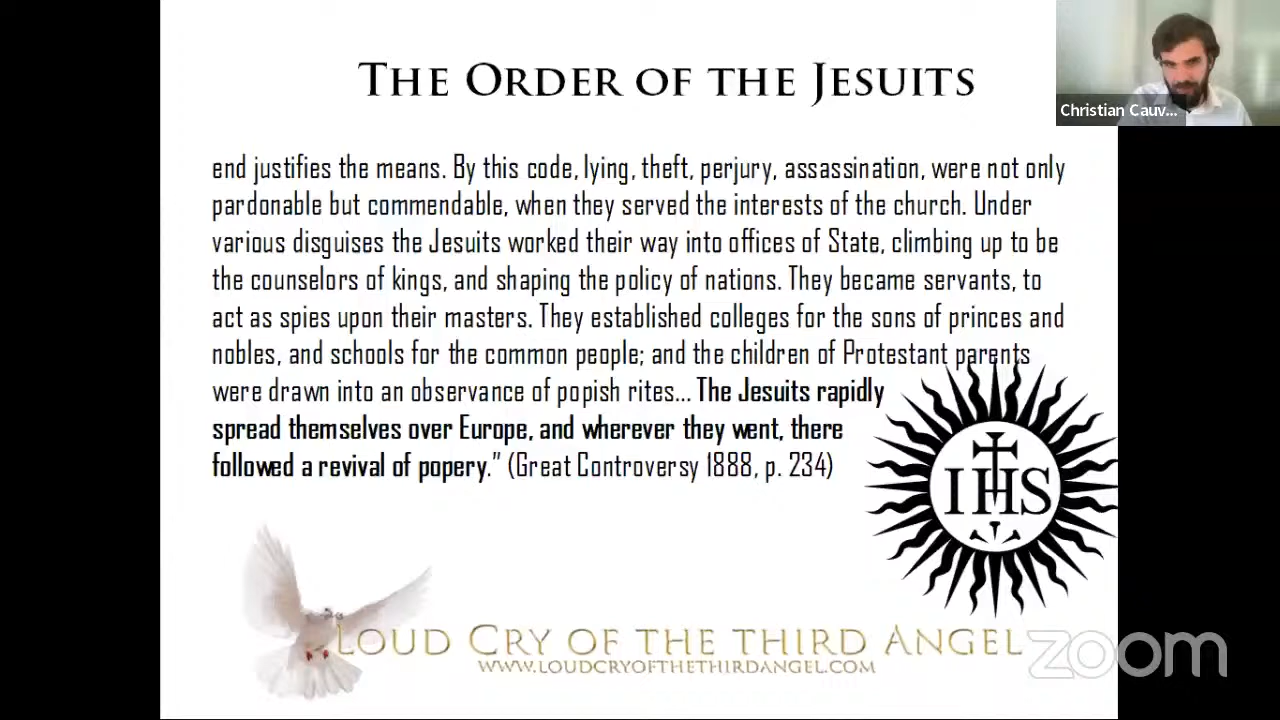 THE ORDER OF THE JESUITS
Christian Cauv...
end justifies the means. By this code, lying, theft, perjury, assassination, were not only
pardonable but commendable, when they served the interests of the church. Under
various disguises the Jesuits worked their way into offices of State, climbing up to be
the counselors of kings, and shaping the policy of nations. They became servants, to
act as spies upon their masters. They established colleges for the sons of princes and
nobles, and schools for the common people; and the children of Protestant parents
were drawn into an observance of popish rites... The Jesuits rapidly
spread themselves over Europe, and wherever they went, there
followed a revival of popery.” (Great Controversy 1888, p. 234)
IHS
LOUD CRY OF THE THIRD ANGEL
WWW.LOUDCRYOFTHETHIRDANGEL.COM
zoom